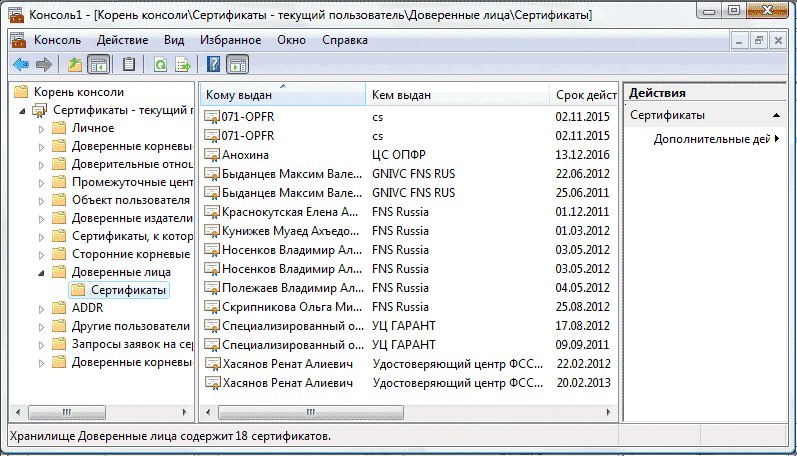 Консоль1 - [Корень консоли\Сертификаты - текущий пользователь\Доверенные лица\Сертификаты]
Консоль Действие Вид Избранное Окно Справка
Корень консоли
Сертификаты - текущий п
Личное
Доверенные корневые
Доверительные отнош
Промежуточные цент
Объект пользователя
Доверенные издатели
Сертификаты, к котор
Сторонние корневые
Доверенные лица
Сертификаты
ADDR
Другие пользователи
Запросы заявок на сер
Доверенные корневые
Кому выдан Кем выдан Срок дейст
071-OPFR cs 02.11.2015
071-OPFR cs 02.11.2015
Анохина ЦС ОПФР 13.12.2016
Быданцев Максим Вале... GNIVC FNS RUS 22.06.2012
Быданцев Максим Вале... GNIVC FNS RUS 25.06.2011
Краснокутская Елена А... FNS Russia 01.12.2011
Кунижев Муаед Ахъедо... FNS Russia 01.03.2012
Носенков Владимир Ал... FNS Russia 03.05.2012
Носенков Владимир Ал... FNS Russia 03.05.2012
Полежаев Владимир Ал... FNS Russia 04.05.2012
Скрипникова Ольга Ми... FNS Russia 25.08.2012
Специализированный о... УЦ ГАРАНТ 17.08.2012
Специализированный о... УЦ ГАРАНТ 09.09.2011
Хасянов Ренат Алиевич Удостоверяющий центр ФСС... 22.02.2012
Хасянов Ренат Алиевич Удостоверяющий центр ФСС... 20.02.2013
Действия
Сертификаты
Дополнительные дей
Хранилище Доверенные лица содержит 18 сертификатов.